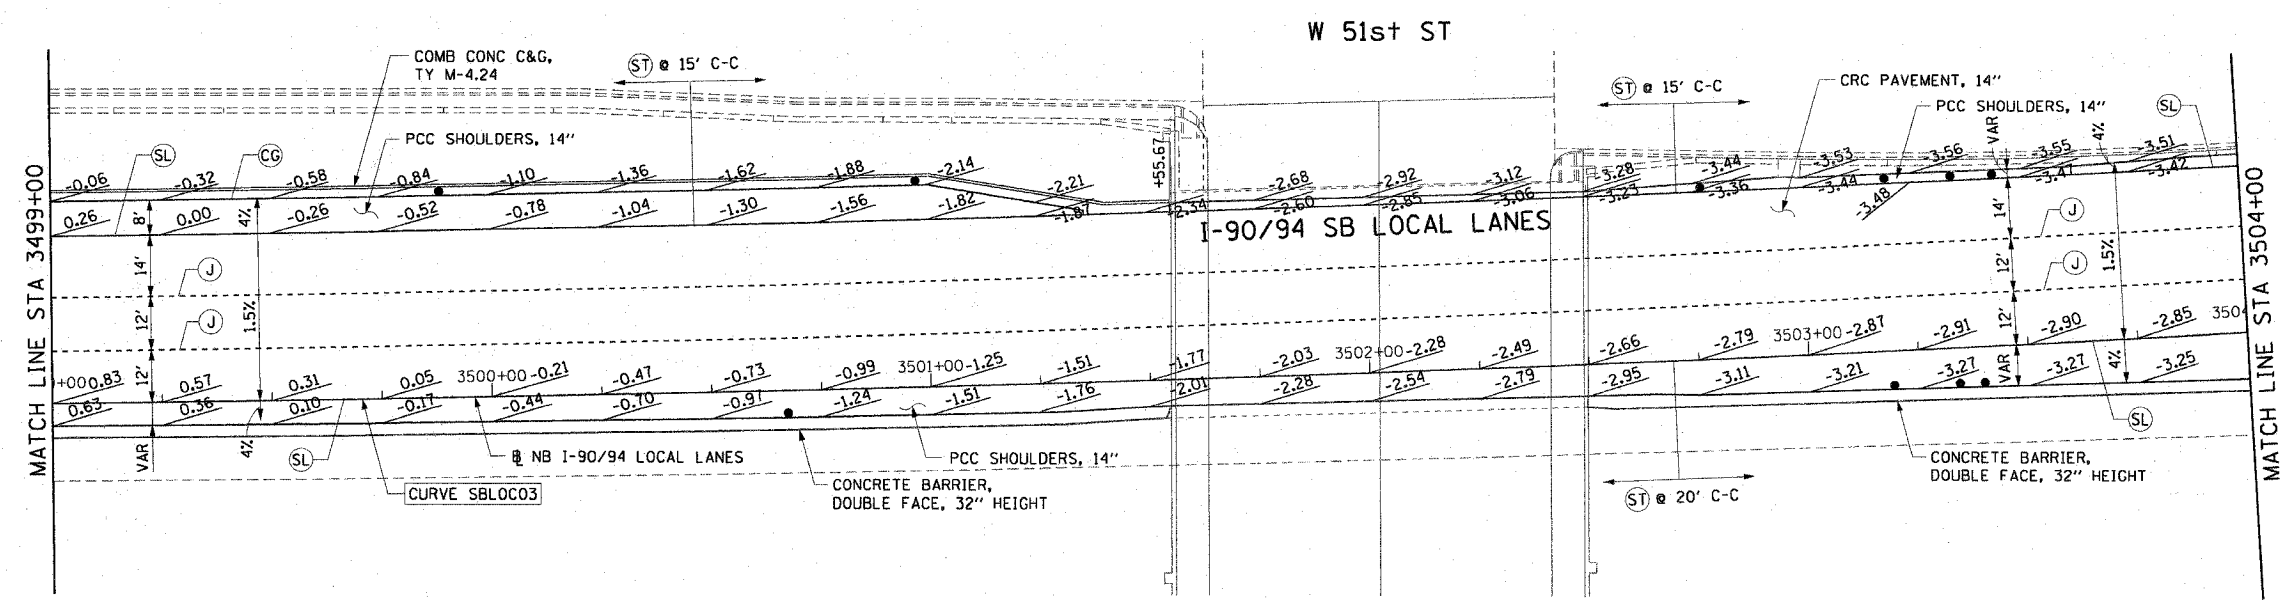 W 51st ST
COMB CONC C&G,
TY M-4.24
ST @ 15' C-C
ST @ 15' C-C
CRC PAVEMENT, 14"
PCC SHOULDERS, 14"
SL
PCC SHOULDERS, 14"
SL
CG
+55.67
VAR
4%
-0.06 -0.32 -0.58 -0.84 -1.10 -1.36 -1.62 -1.88 -2.14 -2.21 -2.68 -2.92 -3.12 -3.28 -3.44 -3.53 -3.56 -3.55 -3.51
0.26 0.00 -0.26 -0.52 -0.78 -1.04 -1.30 -1.56 -1.82 -1.87 -2.34 -2.60 -2.85 -3.06 -3.23 -3.36 -3.44 -3.48 -3.47 -3.42
8'
4%
I-90/94 SB LOCAL LANES
MATCH LINE STA 3499+00
MATCH LINE STA 3504+00
14'
J
12'
J
12'
1.5%
14'
J
12'
J
12'
1.5%
+00 0.83 0.57 0.31 0.05 3500+00 -0.21 -0.47 -0.73 -0.99 3501+00 -1.25 -1.51 -1.77 -2.03 3502+00 -2.28 -2.49 -2.66 -2.79 3503+00 -2.87 -2.91 -2.90 -2.85 3504
0.63 0.36 0.10 -0.17 -0.44 -0.70 -0.97 -1.24 -1.51 -1.76 -2.01 -2.28 -2.54 -2.79 -2.95 -3.11 -3.21 -3.27 -3.27 -3.25
VAR
4%
VAR
4%
SL
SL
BL NB I-90/94 LOCAL LANES
PCC SHOULDERS, 14"
CURVE SBLOC03
CONCRETE BARRIER,
DOUBLE FACE, 32" HEIGHT
CONCRETE BARRIER,
DOUBLE FACE, 32" HEIGHT
ST @ 20' C-C